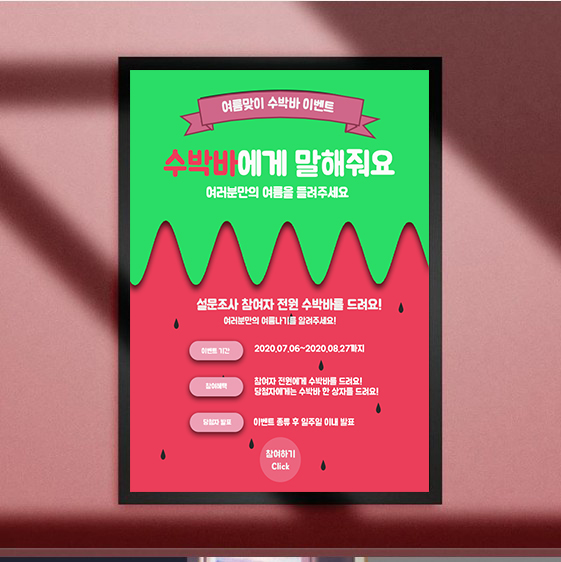 여름맞이 수박바 이벤트
수박바에게 말해줘요
여러분만의 여름을 들려주세요
설문조사 참여자 전원 수박바를 드려요!
여러분만의 여름나기를 알려주세요!
이벤트 기간
2020.07.06~2020.08.27까지
참여혜택
참여자 전원에게 수박바를 드려요!
당첨자에게는 수박바 한 상자를 드려요!
당첨자 발표
이벤트 종류 후 일주일 이내 발표
참여하기
Click